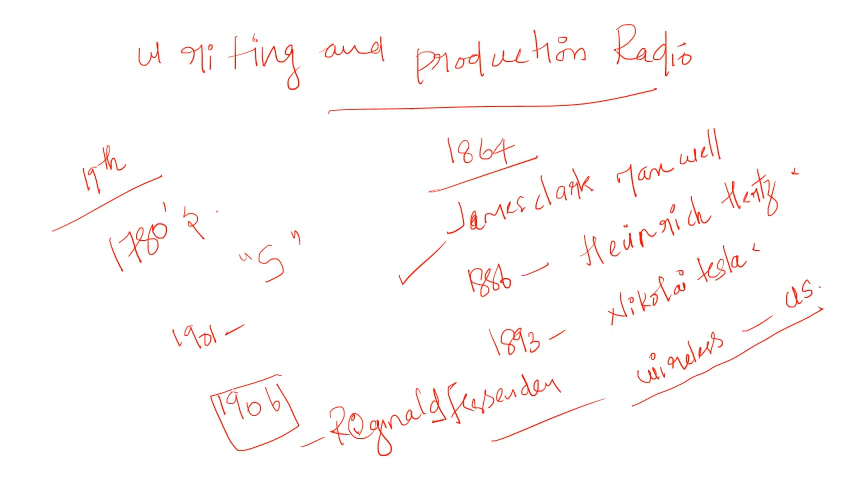 writing and production Radio
19th
1780's
"S"
1901 -
1864
James clark Maxwell
1886 - Heinrich Hertz
1893 - Nikolai tesla
wireless - US.
1906 - Reginald Fessenden